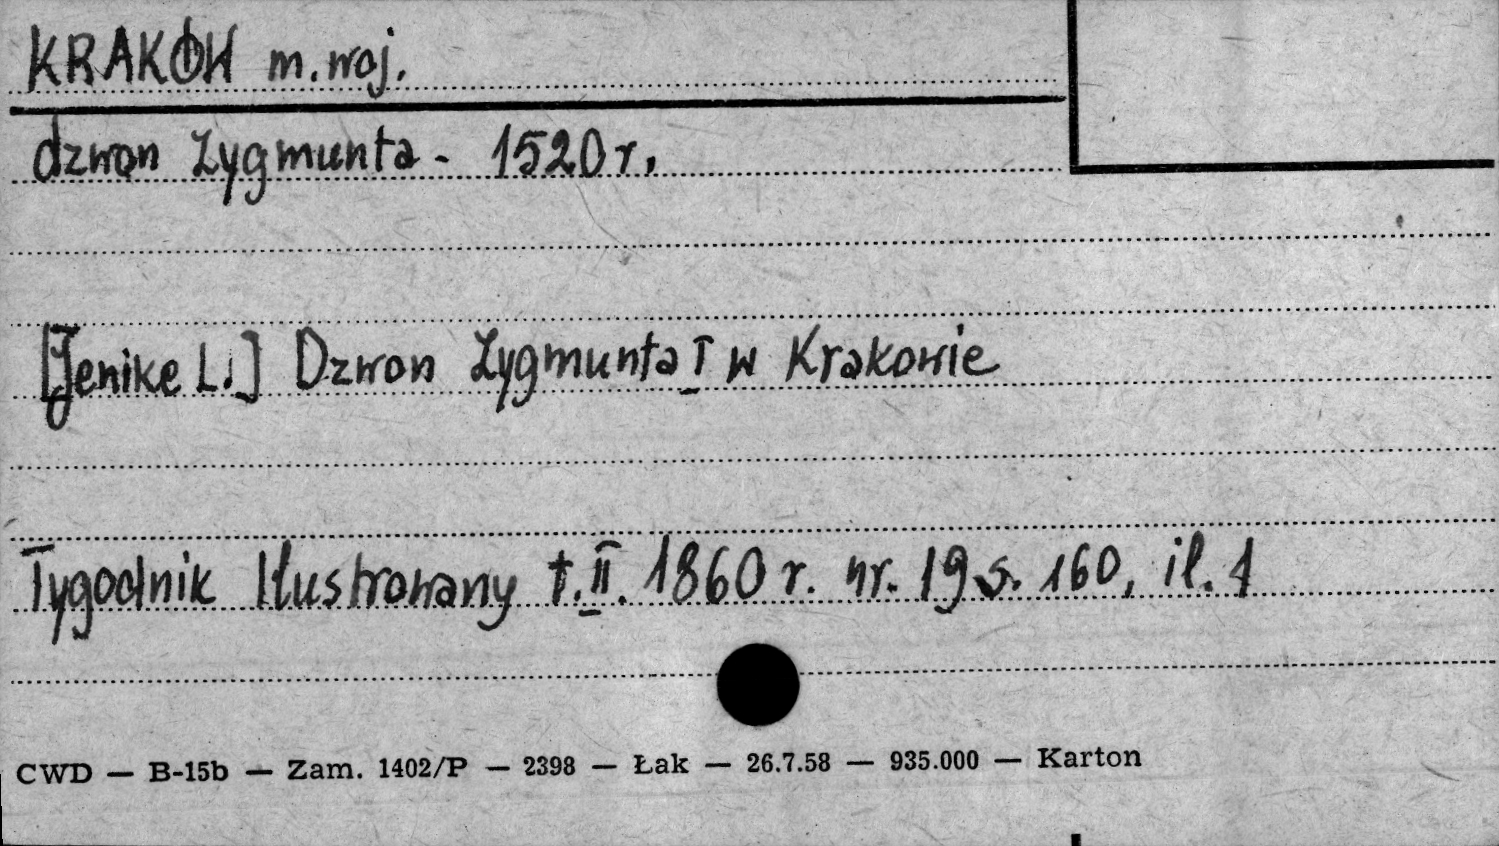 KRAKÓW m. woj.
dzwon Zygmunta - 1520 r.
[Jenike L.] Dzwon Zygmunta I w Krakowie
Tygodnik Ilustrowany t. II. 1860 r. nr. 19 s. 160, il. 1
CWD — B-15b — Zam. 1402/P — 2398 — Łak — 26.7.58 — 935.000 — Karton